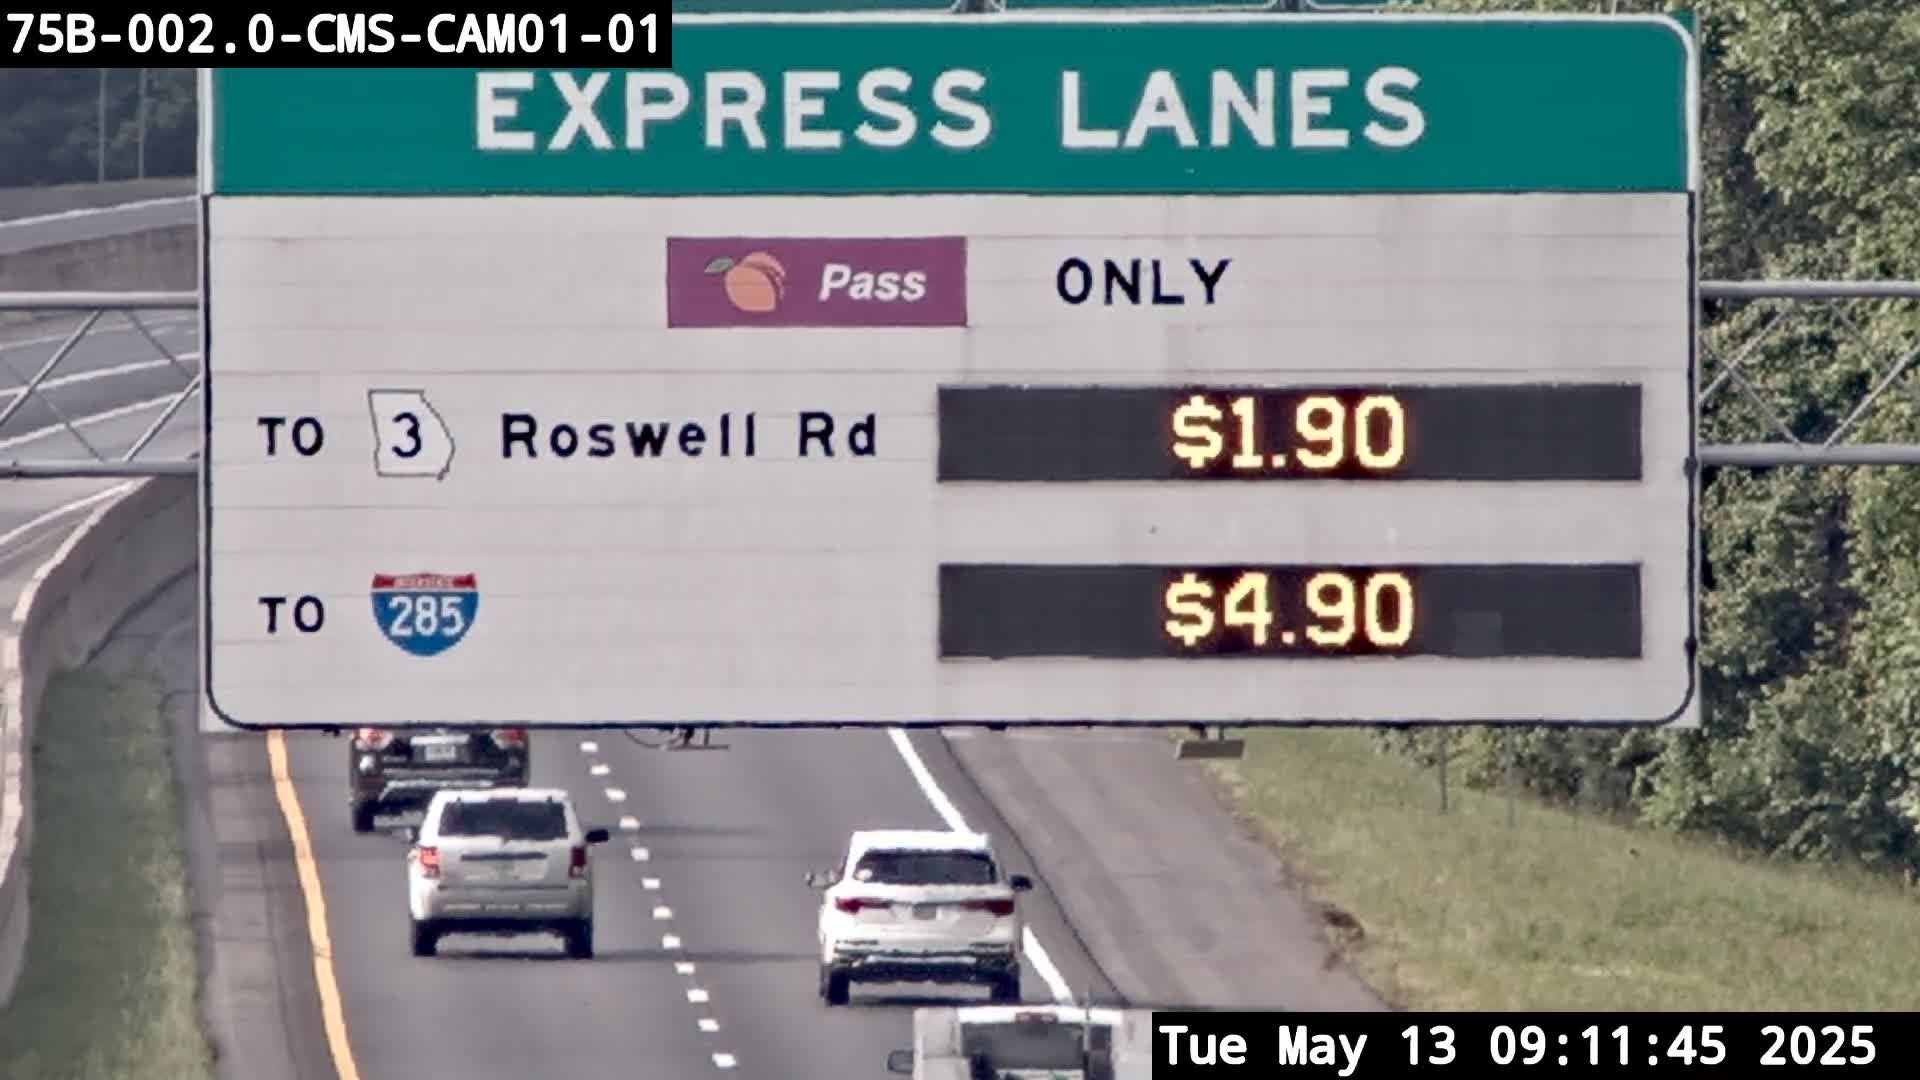 75B-002.0-CMS-CAM01-01
EXPRESS LANES
Pass ONLY
TO 3 Roswell Rd $1.90
TO 285 $4.90
Tue May 13 09:11:45 2025